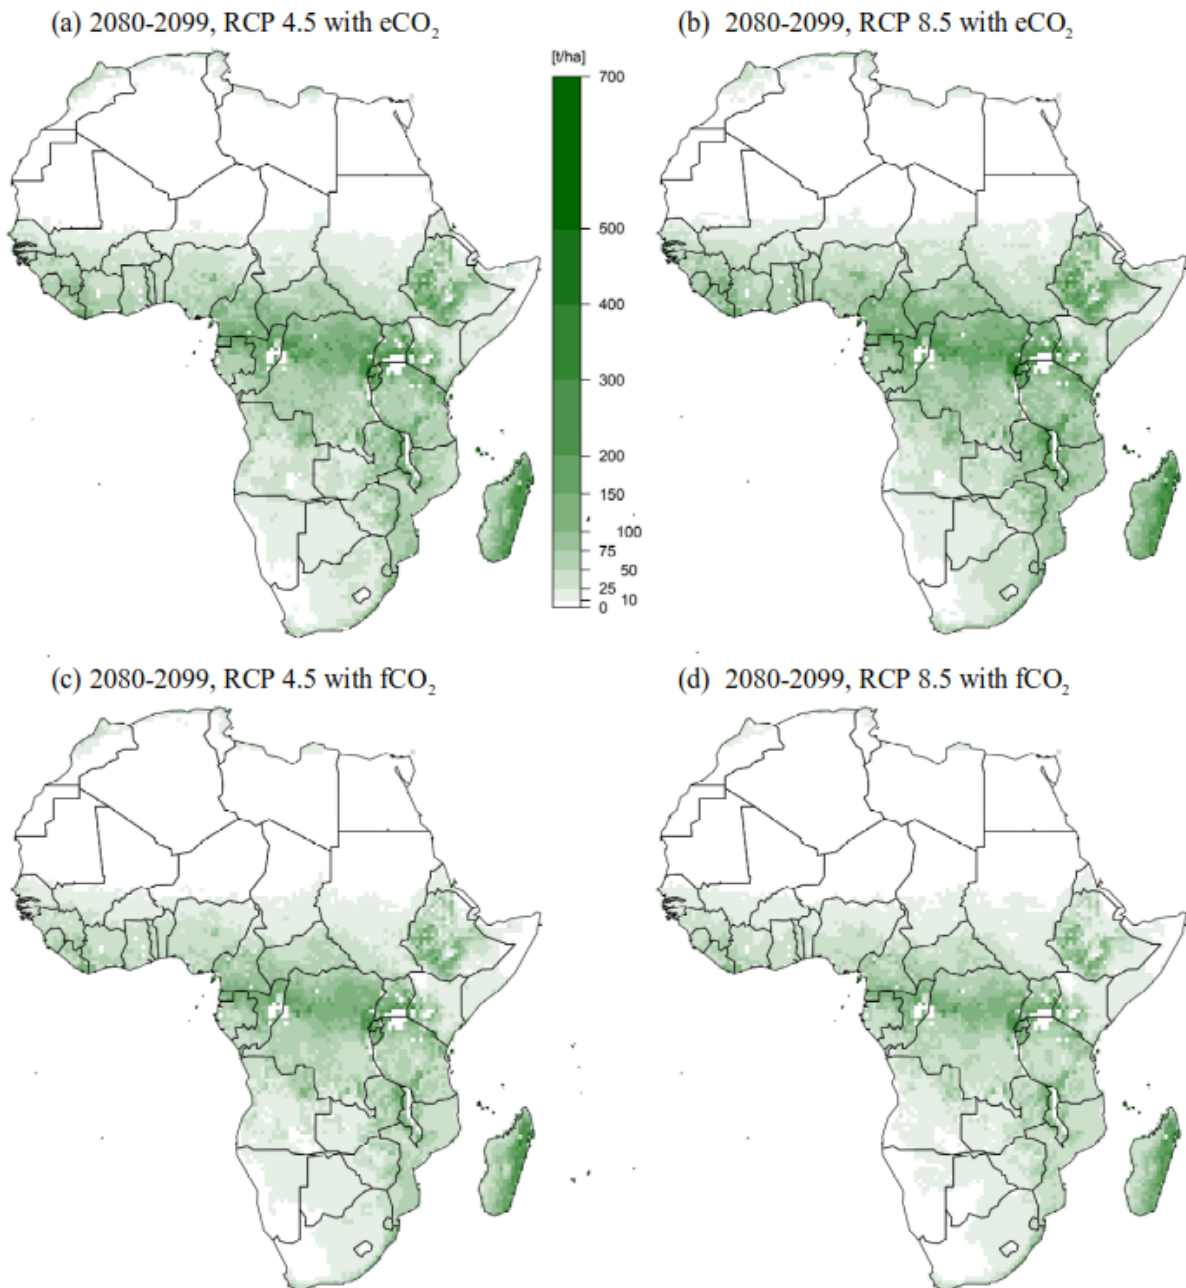 (a) 2080-2099, RCP 4.5 with eCO₂
(b) 2080-2099, RCP 8.5 with eCO₂
[t/ha]
700
500
400
300
200
150
100
75
50
25
10
0
(c) 2080-2099, RCP 4.5 with fCO₂
(d) 2080-2099, RCP 8.5 with fCO₂